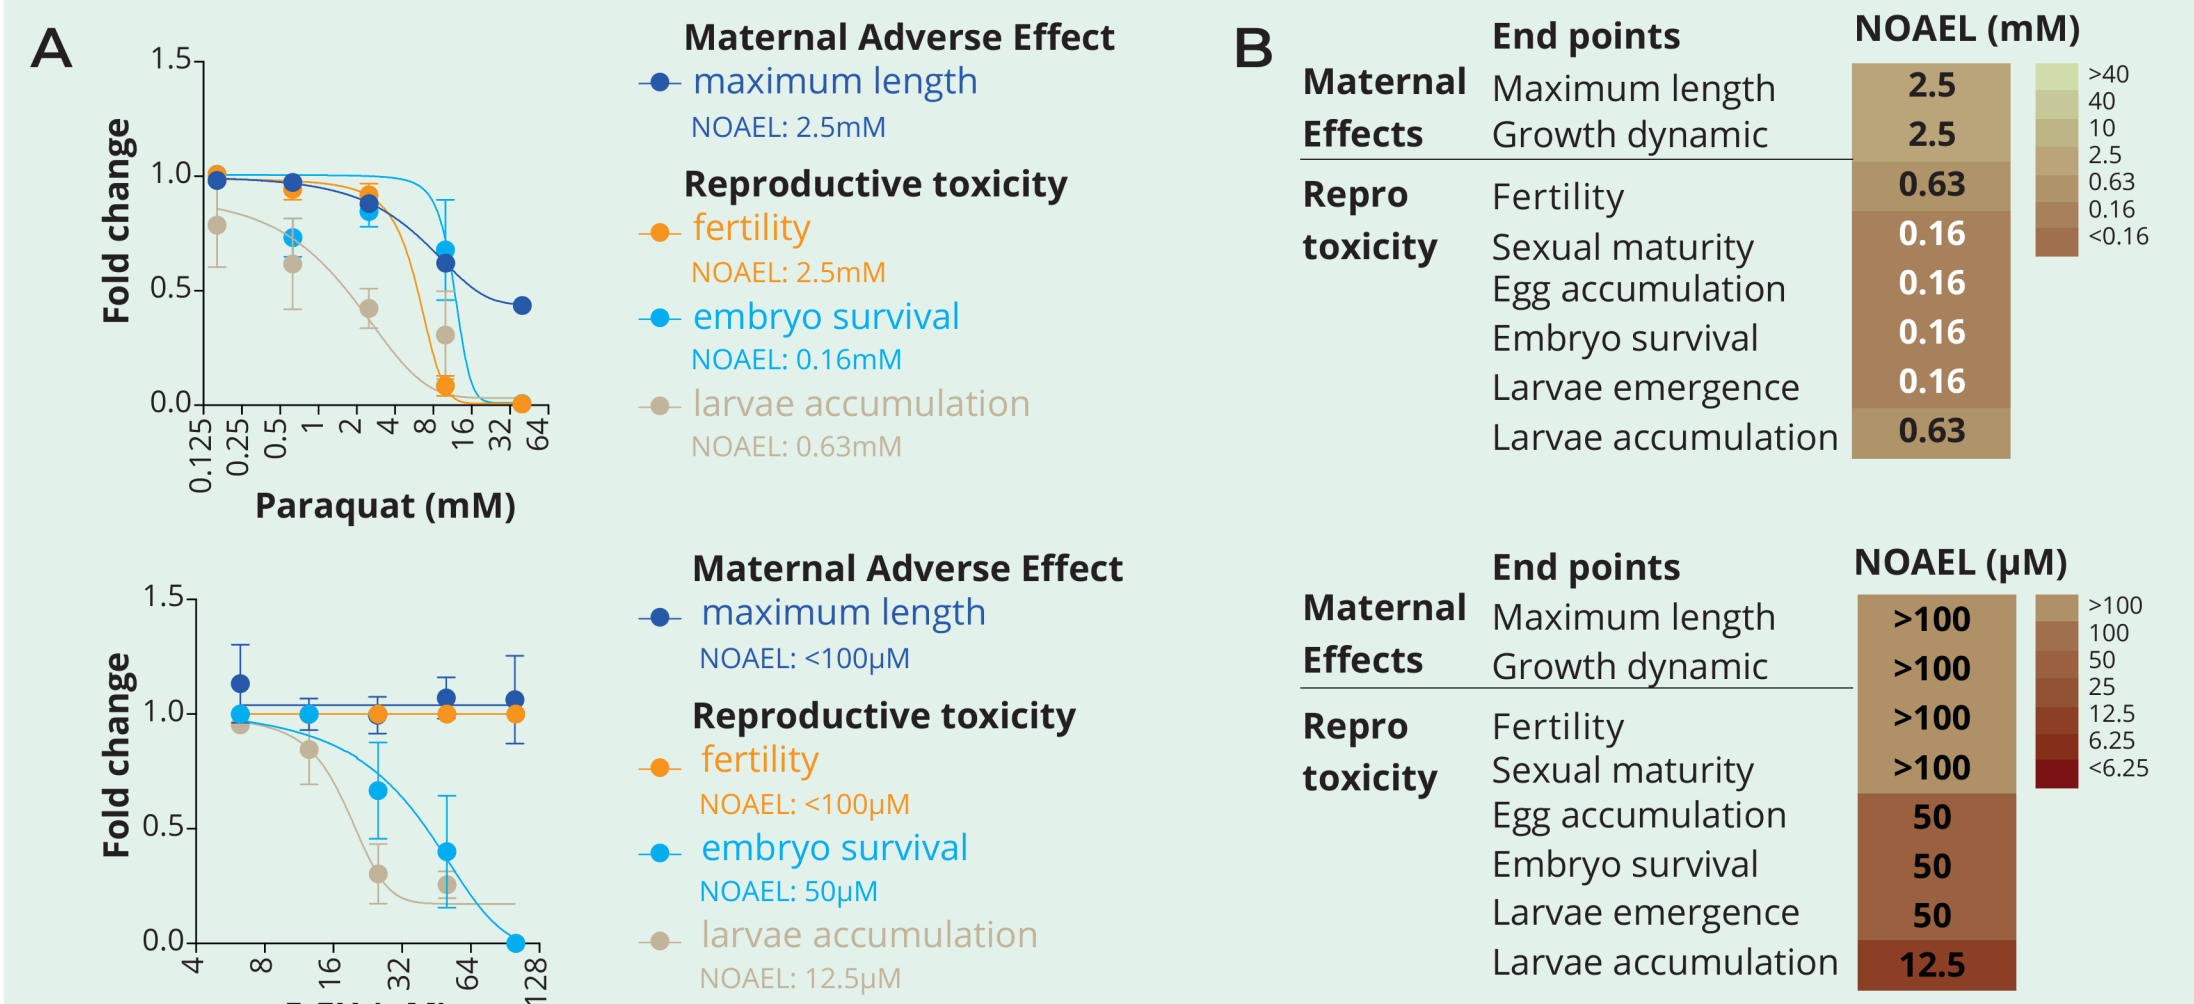 A
1.5
1.0
0.5
0.0
Fold change
0.125 0.25 0.5 1 2 4 8 16 32 64
Paraquat (mM)
Maternal Adverse Effect
maximum length
NOAEL: 2.5mM
Reproductive toxicity
fertility
NOAEL: 2.5mM
embryo survival
NOAEL: 0.16mM
larvae accumulation
NOAEL: 0.63mM
B
End points NOAEL (mM)
Maternal Effects
Maximum length 2.5
Growth dynamic 2.5
Repro toxicity
Fertility 0.63
Sexual maturity 0.16
Egg accumulation 0.16
Embryo survival 0.16
Larvae emergence 0.16
Larvae accumulation 0.63
>40
40
10
2.5
0.63
0.16
<0.16
1.5
1.0
0.5
0.0
Fold change
4 8 16 32 64 128
Maternal Adverse Effect
maximum length
NOAEL: <100µM
Reproductive toxicity
fertility
NOAEL: <100µM
embryo survival
NOAEL: 50µM
larvae accumulation
NOAEL: 12.5µM
End points NOAEL (µM)
Maternal Effects
Maximum length >100
Growth dynamic >100
Repro toxicity
Fertility >100
Sexual maturity >100
Egg accumulation 50
Embryo survival 50
Larvae emergence 50
Larvae accumulation 12.5
>100
100
50
25
12.5
6.25
<6.25